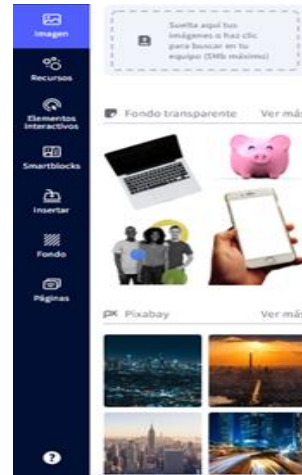 Imagen
Recursos
Elementos
Interactivos
Smartblocks
Insertar
Fondo
Páginas
?
Suelta aquí tus
imágenes o haz clic
para buscar en tu
equipo (5Mb máximo)
Fondo transparente Ver más
px Pixabay Ver más